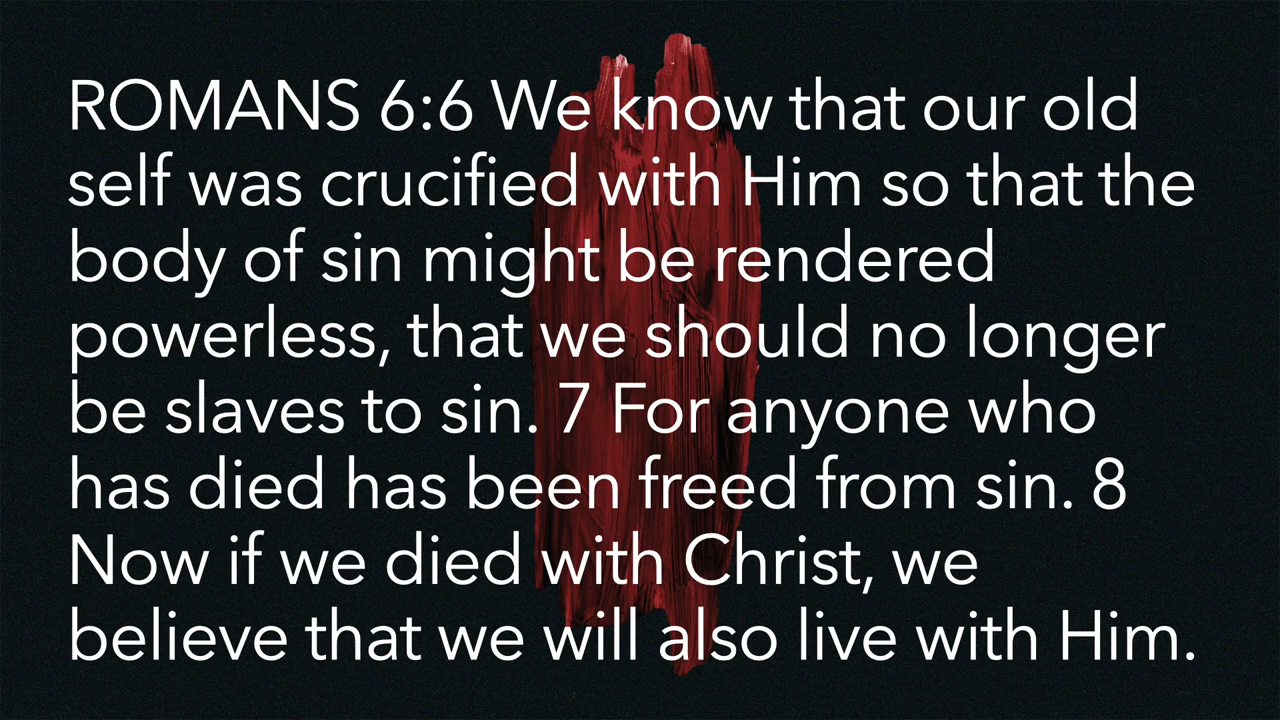 ROMANS 6:6 We know that our old
self was crucified with Him so that the
body of sin might be rendered
powerless, that we should no longer
be slaves to sin. 7 For anyone who
has died has been freed from sin. 8
Now if we died with Christ, we
believe that we will also live with Him.